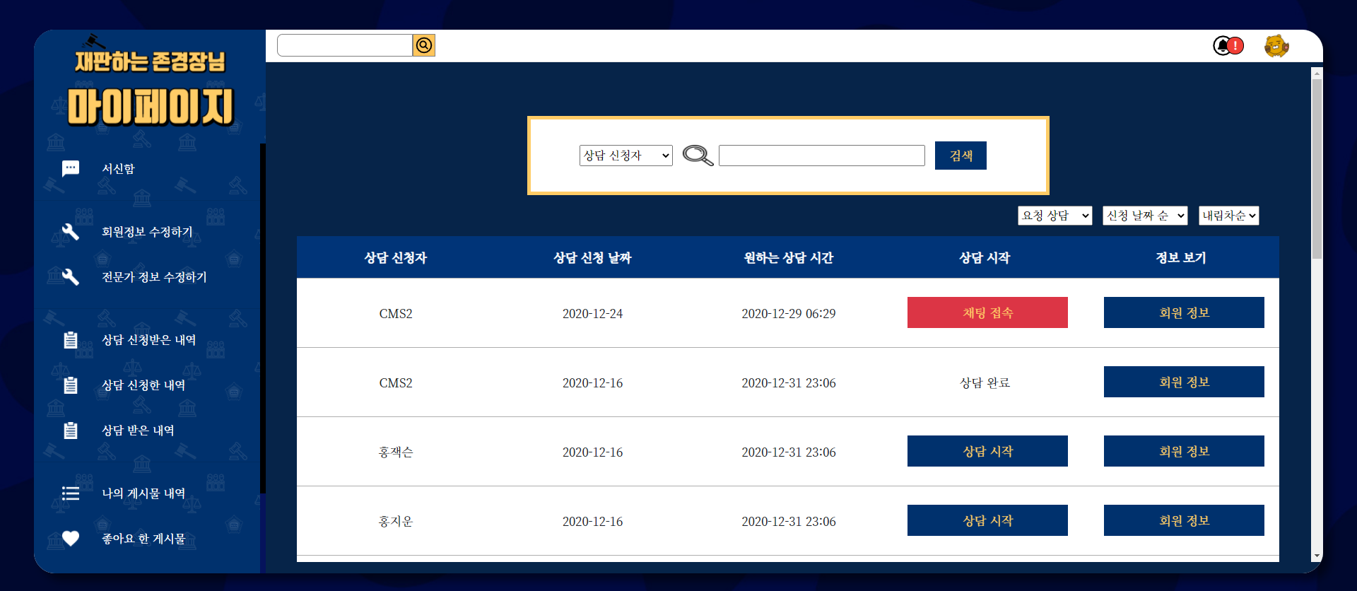 재판하는 존경장님
마이페이지
서신함
회원정보 수정하기
전문가 정보 수정하기
상담 신청받은 내역
상담 신청한 내역
상담 받은 내역
나의 게시물 내역
좋아요 한 게시물
!
상담 신청자 검색
요청 상담 신청 날짜 순 내림차순
상담 신청자 상담 신청 날짜 원하는 상담 시간 상담 시작 정보 보기
CMS2 2020-12-24 2020-12-29 06:29 채팅 접속 회원 정보
CMS2 2020-12-16 2020-12-31 23:06 상담 완료 회원 정보
홍잭슨 2020-12-16 2020-12-31 23:06 상담 시작 회원 정보
홍지운 2020-12-16 2020-12-31 23:06 상담 시작 회원 정보